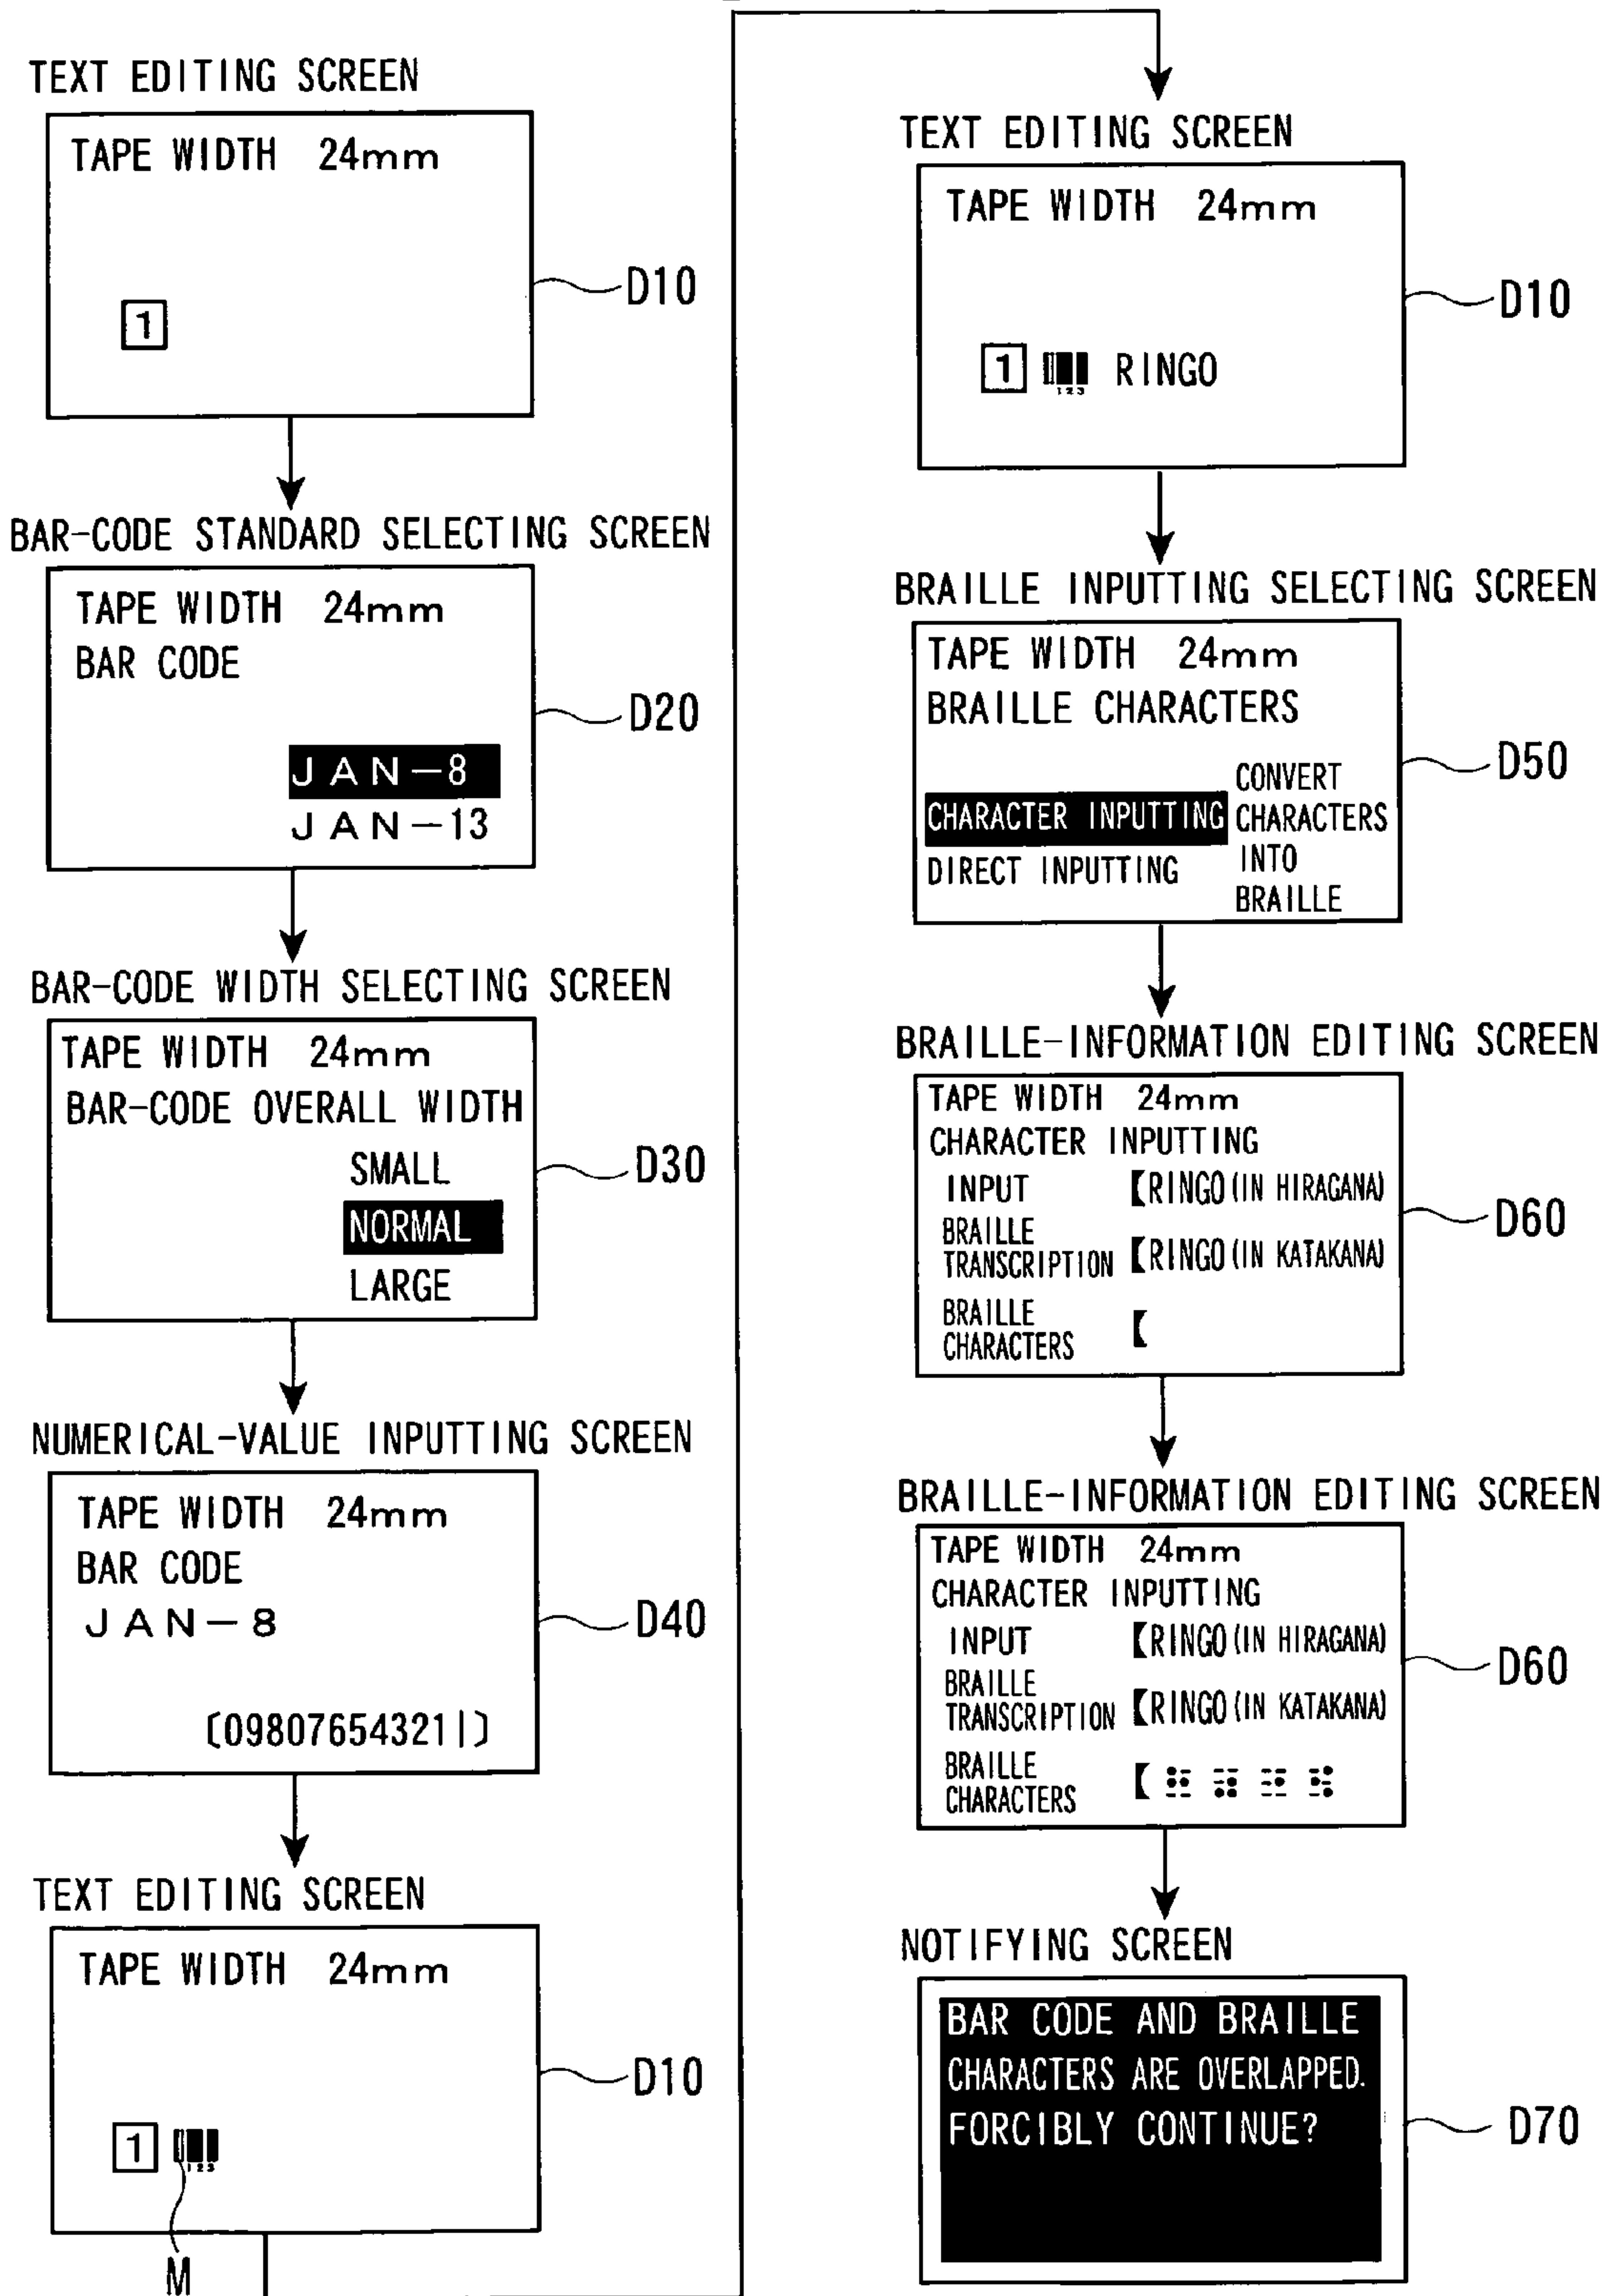 TEXT EDITING SCREEN
TAPE WIDTH 24mm
1
D10
BAR-CODE STANDARD SELECTING SCREEN
TAPE WIDTH 24mm
BAR CODE
JAN-8
JAN-13
D20
BAR-CODE WIDTH SELECTING SCREEN
TAPE WIDTH 24mm
BAR-CODE OVERALL WIDTH
SMALL
NORMAL
LARGE
D30
NUMERICAL-VALUE INPUTTING SCREEN
TAPE WIDTH 24mm
BAR CODE
JAN-8
(09807654321|)
D40
TEXT EDITING SCREEN
TAPE WIDTH 24mm
1
123
D10
M
TEXT EDITING SCREEN
TAPE WIDTH 24mm
1 RINGO
123
D10
BRAILLE INPUTTING SELECTING SCREEN
TAPE WIDTH 24mm
BRAILLE CHARACTERS
CHARACTER INPUTTING
DIRECT INPUTTING
CONVERT
CHARACTERS
INTO
BRAILLE
D50
BRAILLE-INFORMATION EDITING SCREEN
TAPE WIDTH 24mm
CHARACTER INPUTTING
INPUT 【RINGO (IN HIRAGANA)
BRAILLE
TRANSCRIPTION 【RINGO (IN KATAKANA)
BRAILLE
CHARACTERS 【
D60
BRAILLE-INFORMATION EDITING SCREEN
TAPE WIDTH 24mm
CHARACTER INPUTTING
INPUT 【RINGO (IN HIRAGANA)
BRAILLE
TRANSCRIPTION 【RINGO (IN KATAKANA)
BRAILLE
CHARACTERS 【
D60
NOTIFYING SCREEN
BAR CODE AND BRAILLE
CHARACTERS ARE OVERLAPPED.
FORCIBLY CONTINUE?
D70